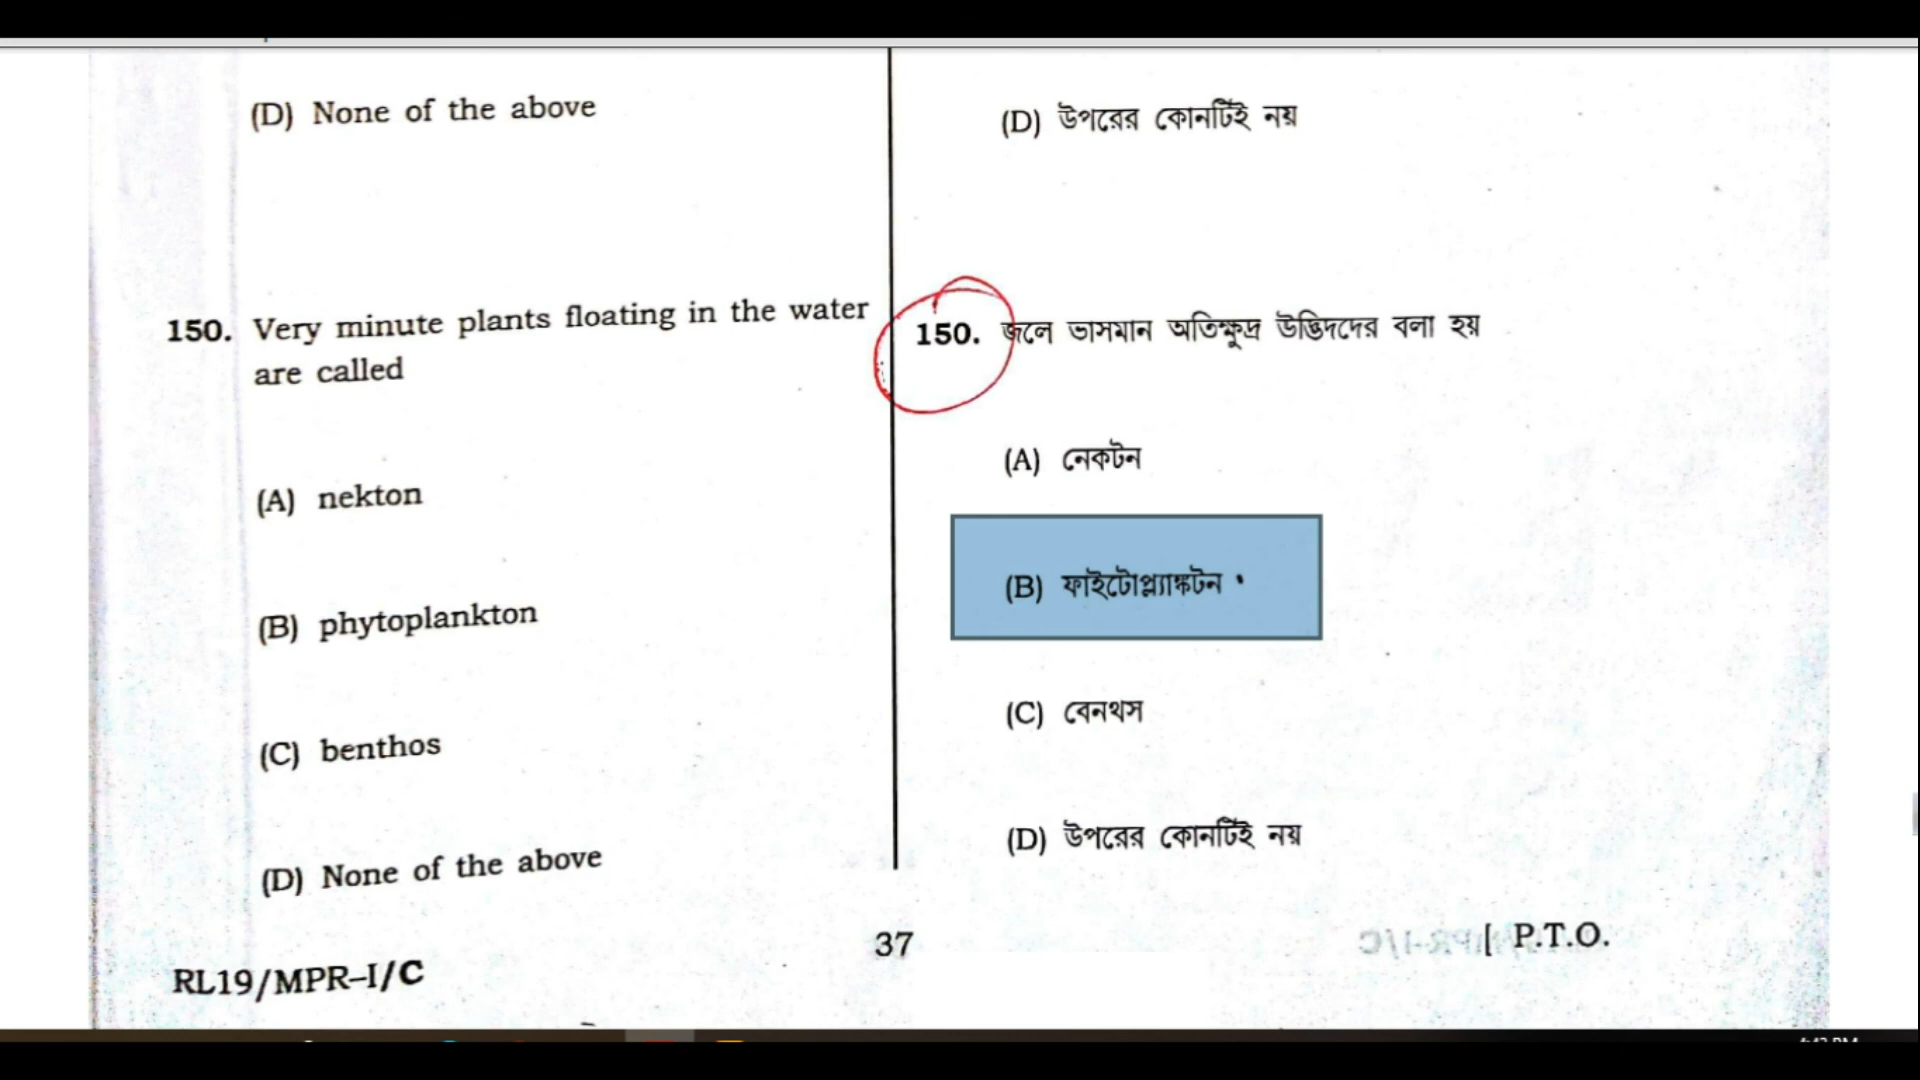 (D) None of the above
150. Very minute plants floating in the water
are called
(A) nekton
(B) phytoplankton
(C) benthos
(D) None of the above
(D) উপরের কোনটিই নয়
150. জলে ভাসমান অতিক্ষুদ্র উদ্ভিদদের বলা হয়
(A) নেকটন
(B) ফাইটোপ্ল্যাঙ্কটন
(C) বেনথস
(D) উপরের কোনটিই নয়
RL19/MPR–I/C
37
[ P.T.O.